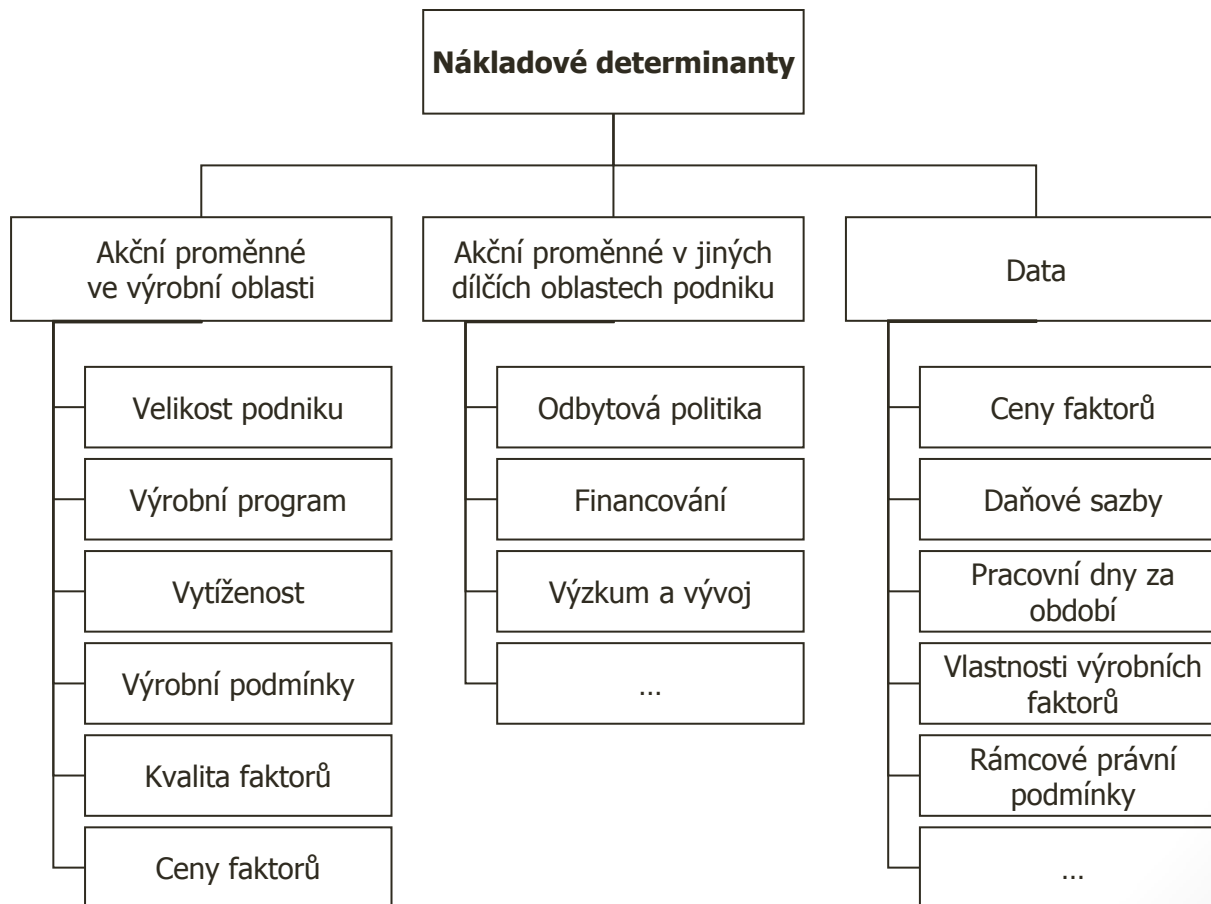 Nákladové determinanty
Akční proměnné
ve výrobní oblasti
Velikost podniku
Výrobní program
Vytíženost
Výrobní podmínky
Kvalita faktorů
Ceny faktorů
Akční proměnné v jiných
dílčích oblastech podniku
Odbytová politika
Financování
Výzkum a vývoj
…
Data
Ceny faktorů
Daňové sazby
Pracovní dny za
období
Vlastnosti výrobních
faktorů
Rámcové právní
podmínky
…